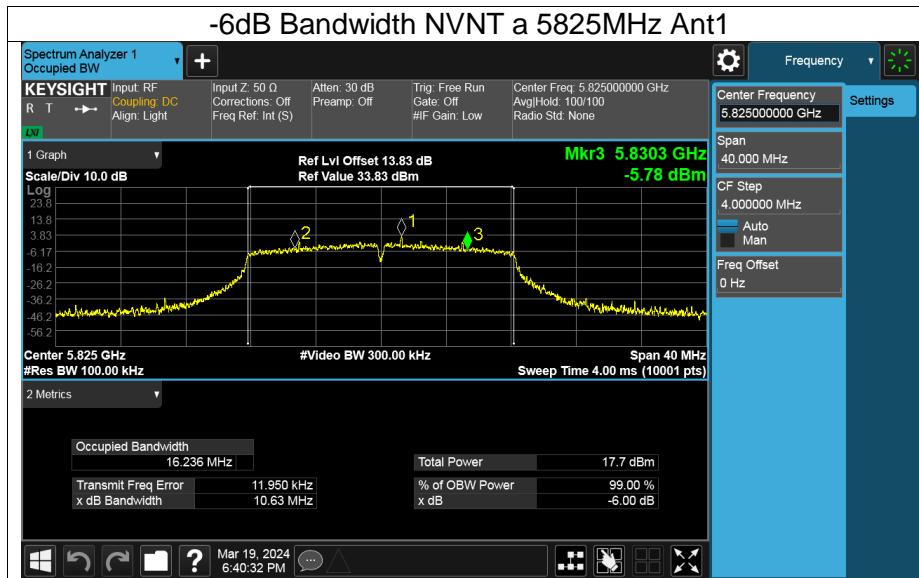 -6dB Bandwidth NVNT a 5825MHz Ant1
Spectrum Analyzer 1
Occupied BW
+
Frequency
KEYSIGHT
R T
LXI
Input: RF
Coupling: DC
Align: Light
Input Z: 50 Ω
Corrections: Off
Freq Ref: Int (S)
Atten: 30 dB
Preamp: Off
Trig: Free Run
Gate: Off
#IF Gain: Low
Center Freq: 5.825000000 GHz
Avg|Hold: 100/100
Radio Std: None
Center Frequency
5.825000000 GHz
Settings
Span
40.000 MHz
CF Step
4.000000 MHz
Auto
Man
Freq Offset
0 Hz
1 Graph
Scale/Div 10.0 dB
Ref Lvl Offset 13.83 dB
Ref Value 33.83 dBm
Mkr3 5.8303 GHz
-5.78 dBm
Log
23.8
13.8
3.83
-6.17
-16.2
-26.2
-36.2
-46.2
-56.2
2
1
3
Center 5.825 GHz
#Res BW 100.00 kHz
#Video BW 300.00 kHz
Span 40 MHz
Sweep Time 4.00 ms (10001 pts)
2 Metrics
Occupied Bandwidth
16.236 MHz
Total Power 17.7 dBm
Transmit Freq Error 11.950 kHz
% of OBW Power 99.00 %
x dB Bandwidth 10.63 MHz
x dB -6.00 dB
?
Mar 19, 2024
6:40:32 PM